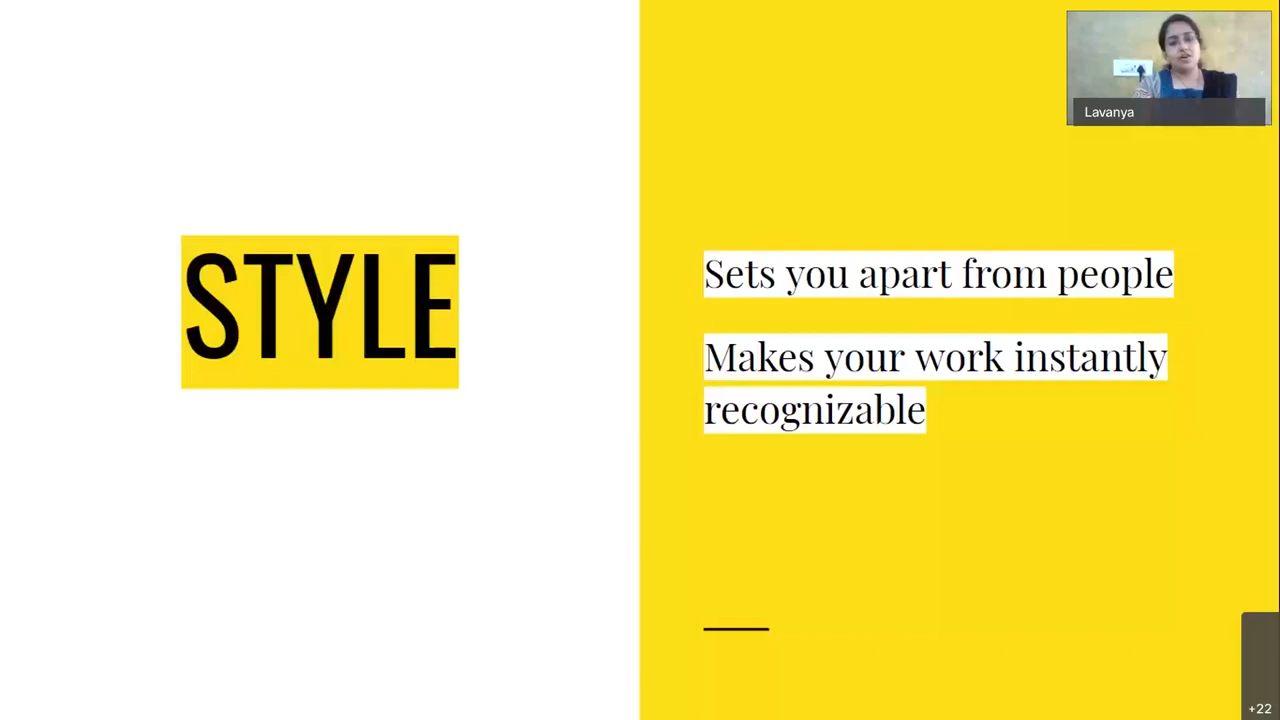 STYLE
Sets you apart from people
Makes your work instantly
recognizable
Lavanya
+22